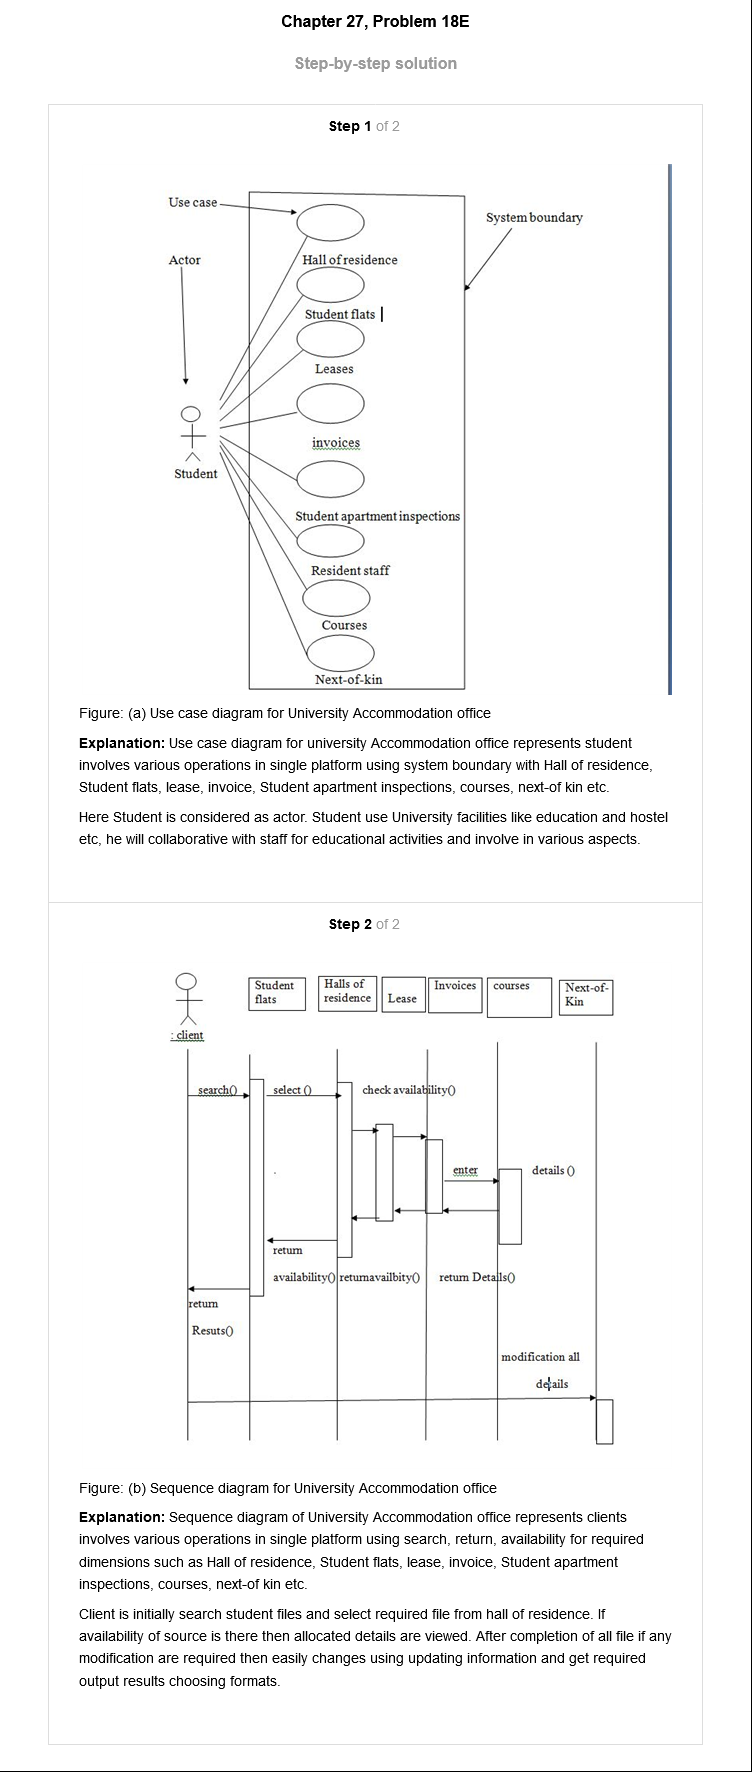 Chapter 27, Problem 18E
Step-by-step solution
Step 1 of 2
Use case
System boundary
Actor
Hall of residence
Student flats
Leases
invoices
Student
Student apartment inspections
Resident staff
Courses
Next-of-kin
Figure: (a) Use case diagram for University Accommodation office
Explanation: Use case diagram for university Accommodation office represents student
involves various operations in single platform using system boundary with Hall of residence,
Student flats, lease, invoice, Student apartment inspections, courses, next-of kin etc.
Here Student is considered as actor. Student use University facilities like education and hostel
etc, he will collaborative with staff for educational activities and involve in various aspects.
Step 2 of 2
Student
flats
Halls of
residence
Lease
Invoices
courses
Next-of-
Kin
: client
search()
select ()
check availability()
enter
details ()
return
availability()
returnavailbity()
return Details()
return
Resuts()
modification all
details
Figure: (b) Sequence diagram for University Accommodation office
Explanation: Sequence diagram of University Accommodation office represents clients
involves various operations in single platform using search, return, availability for required
dimensions such as Hall of residence, Student flats, lease, invoice, Student apartment
inspections, courses, next-of kin etc.
Client is initially search student files and select required file from hall of residence. If
availability of source is there then allocated details are viewed. After completion of all file if any
modification are required then easily changes using updating information and get required
output results choosing formats.